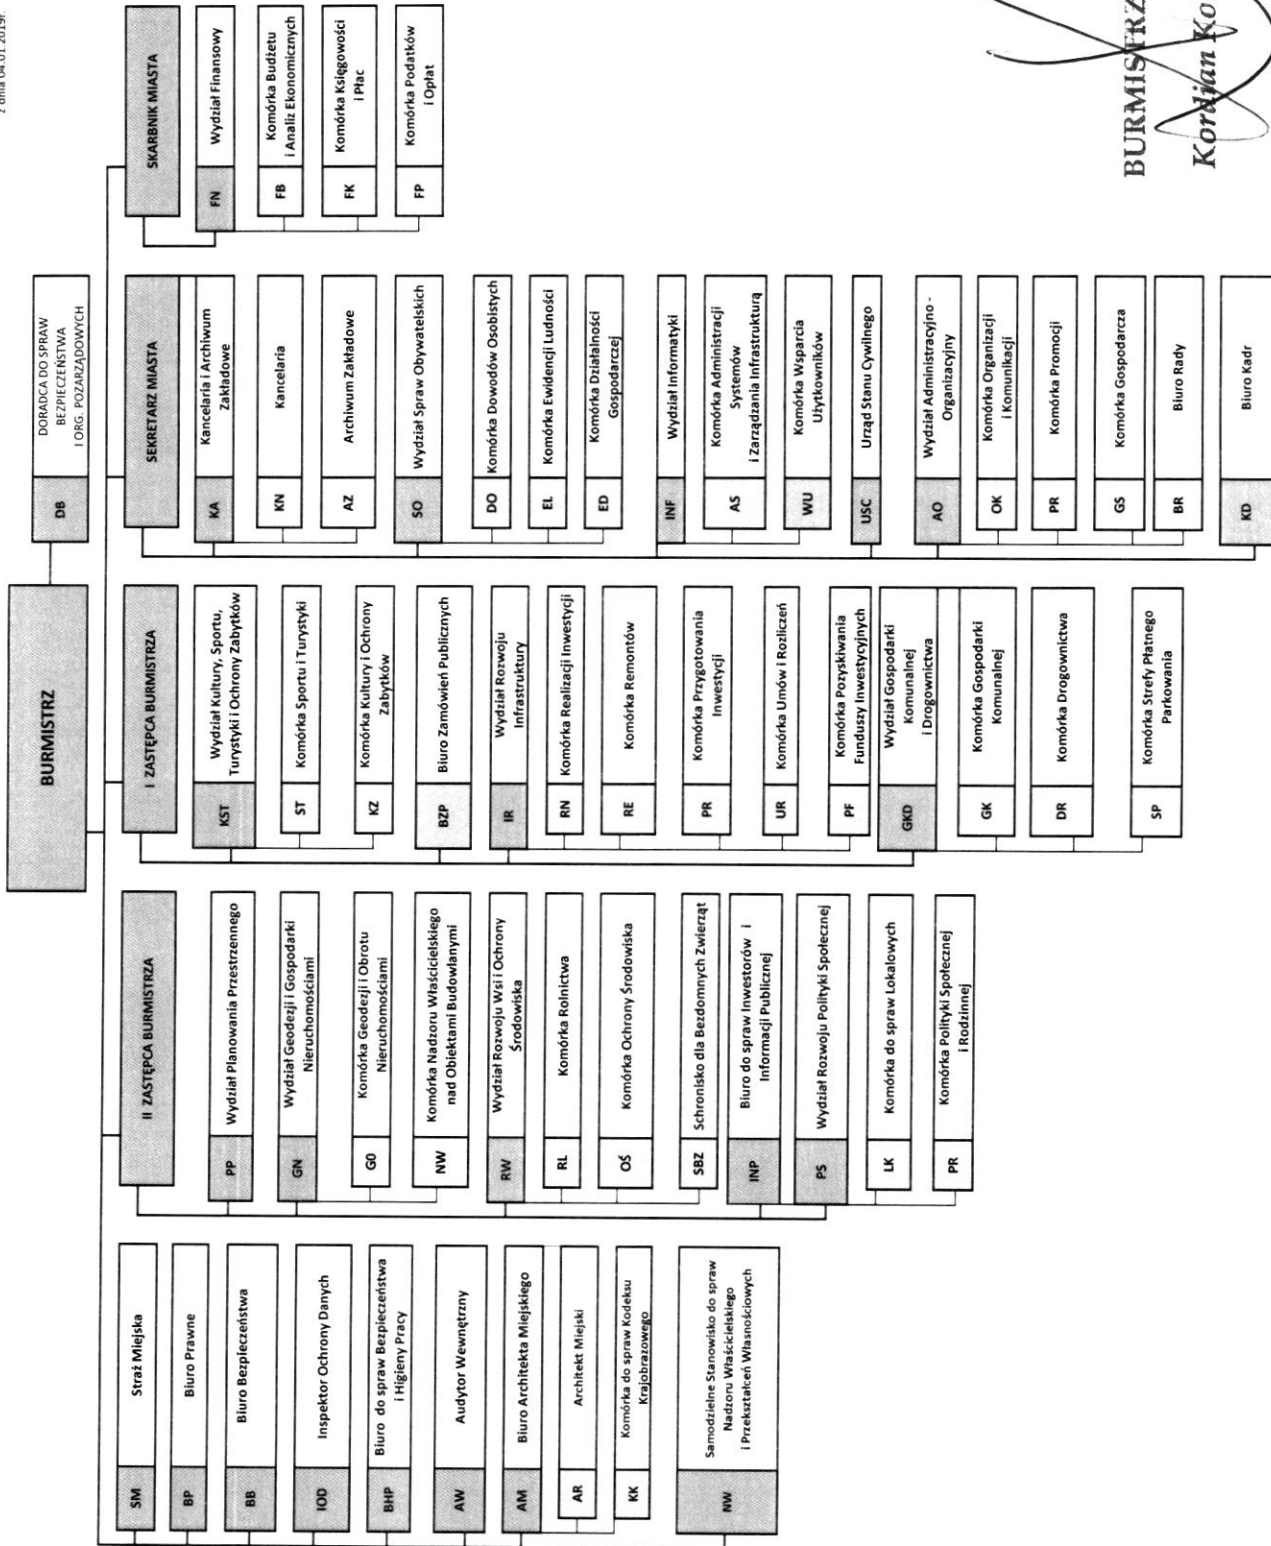 z dnia 04.01.2019r.
BURMISTRZ
DB
DORADCA DO SPRAW
BEZPIECZEŃSTWA
I ORG. POZARZĄDOWYCH
SM
Straż Miejska
BP
Biuro Prawne
BB
Biuro Bezpieczeństwa
IOD
Inspektor Ochrony Danych
BHP
Biuro do spraw Bezpieczeństwa
i Higieny Pracy
AW
Audytor Wewnętrzny
AM
Biuro Architekta Miejskiego
AR
Architekt Miejski
KK
Komórka do spraw Kodeksu
Krajobrazowego
NW
Samodzielne Stanowisko do spraw
Nadzoru Właścicielskiego
i Przekształceń Własnościowych
II ZASTĘPCA BURMISTRZA
PP
Wydział Planowania Przestrzennego
GN
Wydział Geodezji i Gospodarki
Nieruchomościami
G0
Komórka Geodezji i Obrotu
Nieruchomościami
NW
Komórka Nadzoru Właścicielskiego
nad Obiektami Budowlanymi
RW
Wydział Rozwoju Wsi i Ochrony
Środowiska
RL
Komórka Rolnictwa
OŚ
Komórka Ochrony Środowiska
SBZ
Schronisko dla Bezdomnych Zwierząt
INP
Biuro do spraw Inwestorów i
Informacji Publicznej
PS
Wydział Rozwoju Polityki Społecznej
LK
Komórka do spraw Lokalowych
PR
Komórka Polityki Społecznej
i Rodzinnej
I ZASTĘPCA BURMISTRZA
KST
Wydział Kultury, Sportu,
Turystyki i Ochrony Zabytków
ST
Komórka Sportu i Turystyki
KZ
Komórka Kultury i Ochrony
Zabytków
BZP
Biuro Zamówień Publicznych
IR
Wydział Rozwoju
Infrastruktury
RN
Komórka Realizacji Inwestycji
RE
Komórka Remontów
PR
Komórka Przygotowania
Inwestycji
UR
Komórka Umów i Rozliczeń
PF
Komórka Pozyskiwania
Funduszy Inwestycyjnych
GKD
Wydział Gospodarki
Komunalnej
i Drogownictwa
GK
Komórka Gospodarki
Komunalnej
DR
Komórka Drogownictwa
SP
Komórka Strefy Płatnego
Parkowania
SEKRETARZ MIASTA
KA
Kancelaria i Archiwum
Zakładowe
KN
Kancelaria
AZ
Archiwum Zakładowe
SO
Wydział Spraw Obywatelskich
DO
Komórka Dowodów Osobistych
EL
Komórka Ewidencji Ludności
ED
Komórka Działalności
Gospodarczej
INF
Wydział Informatyki
AS
Komórka Administracji
Systemów
i Zarządzania Infrastrukturą
WU
Komórka Wsparcia
Użytkowników
USC
Urząd Stanu Cywilnego
AO
Wydział Administracyjno -
Organizacyjny
OK
Komórka Organizacji
i Komunikacji
PR
Komórka Promocji
GS
Komórka Gospodarcza
BR
Biuro Rady
KD
Biuro Kadr
SKARBNIK MIASTA
FN
Wydział Finansowy
FB
Komórka Budżetu
i Analiz Ekonomicznych
FK
Komórka Księgowości
i Płac
FP
Komórka Podatków
i Opłat
BURMISTRZ
Kordian Ko